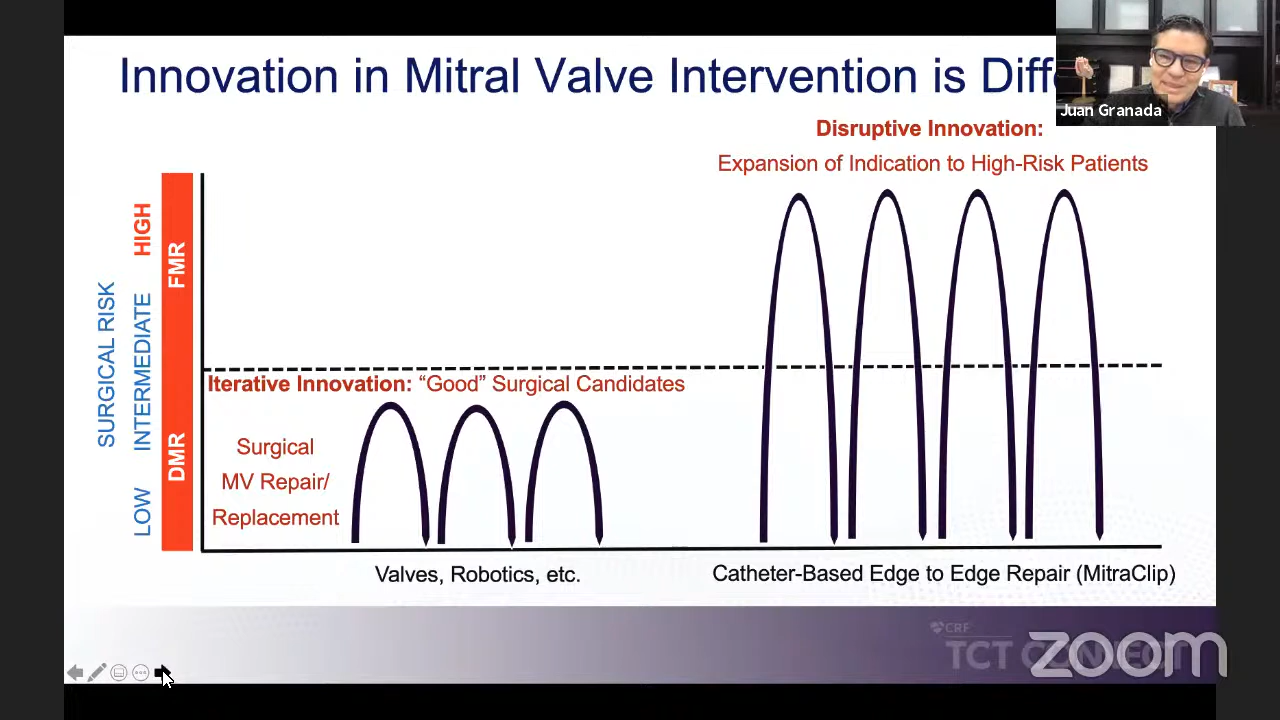 Innovation in Mitral Valve Intervention is Diff
Juan Granada
Disruptive Innovation:
Expansion of Indication to High-Risk Patients
SURGICAL RISK
LOW INTERMEDIATE HIGH
DMR FMR
Iterative Innovation: “Good” Surgical Candidates
Surgical
MV Repair/
Replacement
Valves, Robotics, etc.
Catheter-Based Edge to Edge Repair (MitraClip)
CRF
TCT CONNECT
zoom